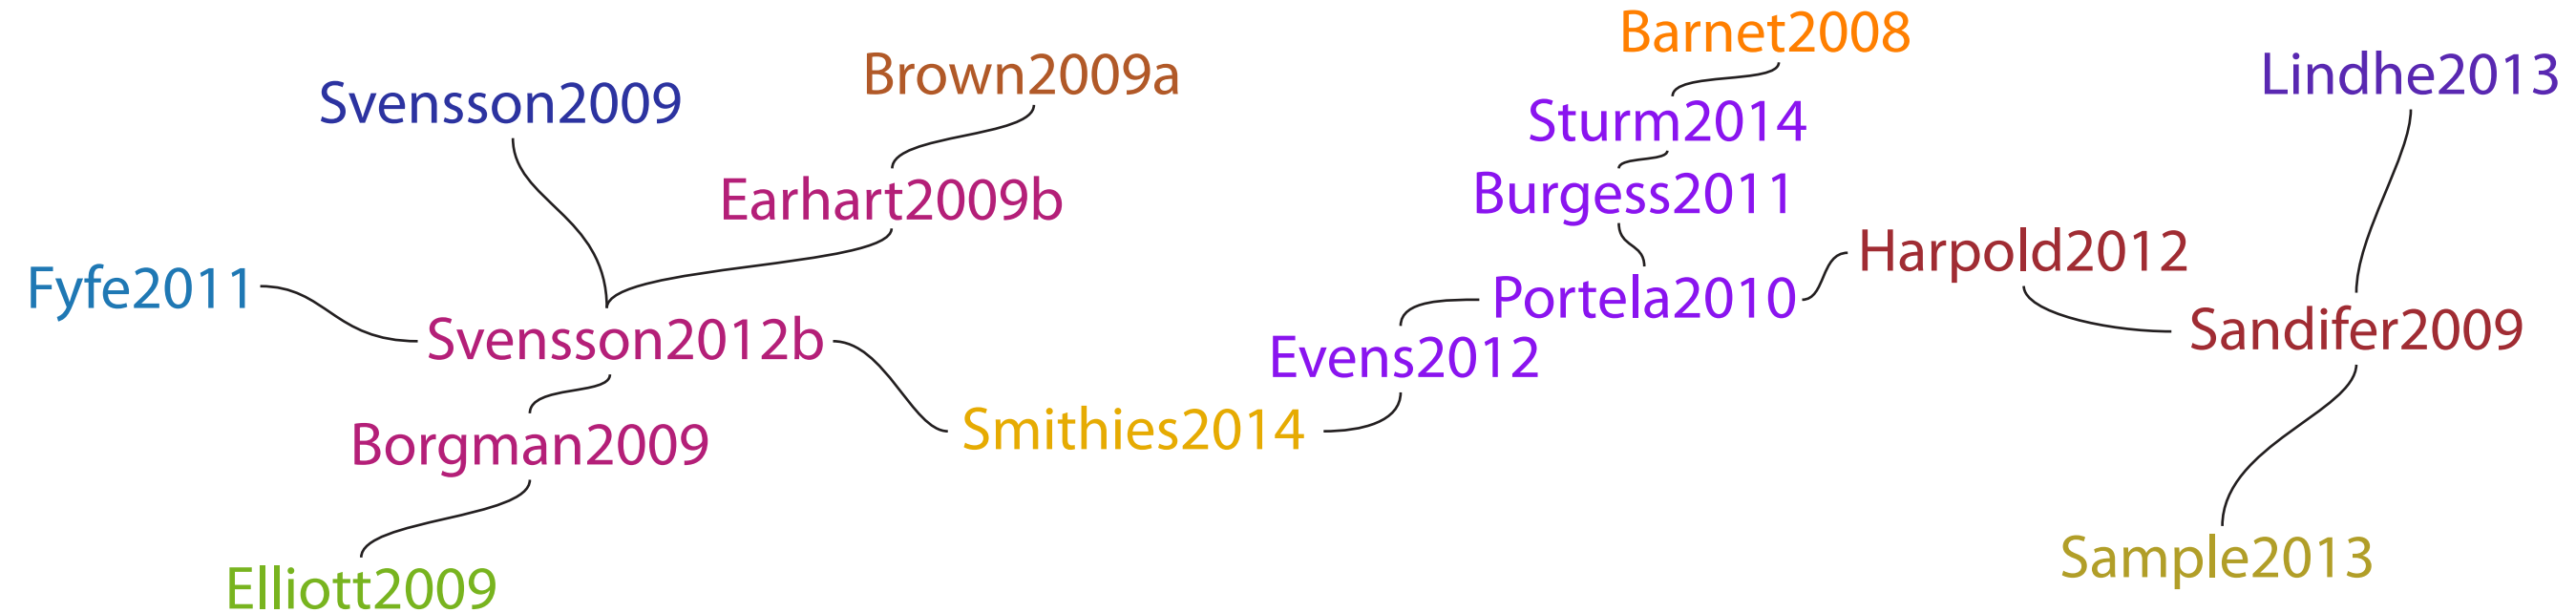 Barnet2008
Brown2009a
Lindhe2013
Svensson2009
Sturm2014
Earhart2009b
Burgess2011
Harpold2012
Fyfe2011
Portela2010
Sandifer2009
Svensson2012b
Evens2012
Smithies2014
Borgman2009
Sample2013
Elliott2009